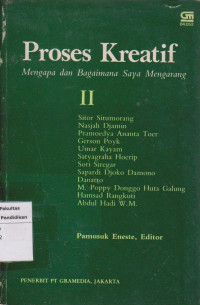 GM
Proses Kreatif
Mengapa dan Bagaimana Saya Mengarang
II
Sitor Situmorang
Nasjah Djamin
Pramoedya Ananta Toer
Gerson Poyk
Umar Kayam
Satyagraha Hoerip
Sori Siregar
Sapardi Djoko Damono
Danarto
M. Poppy Donggo Huta Galung
Hamsad Rangkuti
Abdul Hadi W.M.
Pamusuk Eneste, Editor
PENERBIT PT GRAMEDIA, JAKARTA